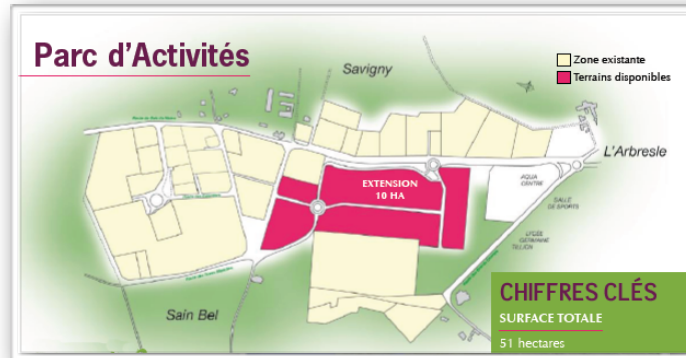 Parc d'Activités
Savigny
Zone existante
Terrains disponibles
L'Arbresle
EXTENSION
10 HA
AQUA
CENTRE
SALLE
DE SPORTS
LYCEE
GERMAINE
TILLION
Sain Bel
CHIFFRES CLÉS
SURFACE TOTALE
51 hectares